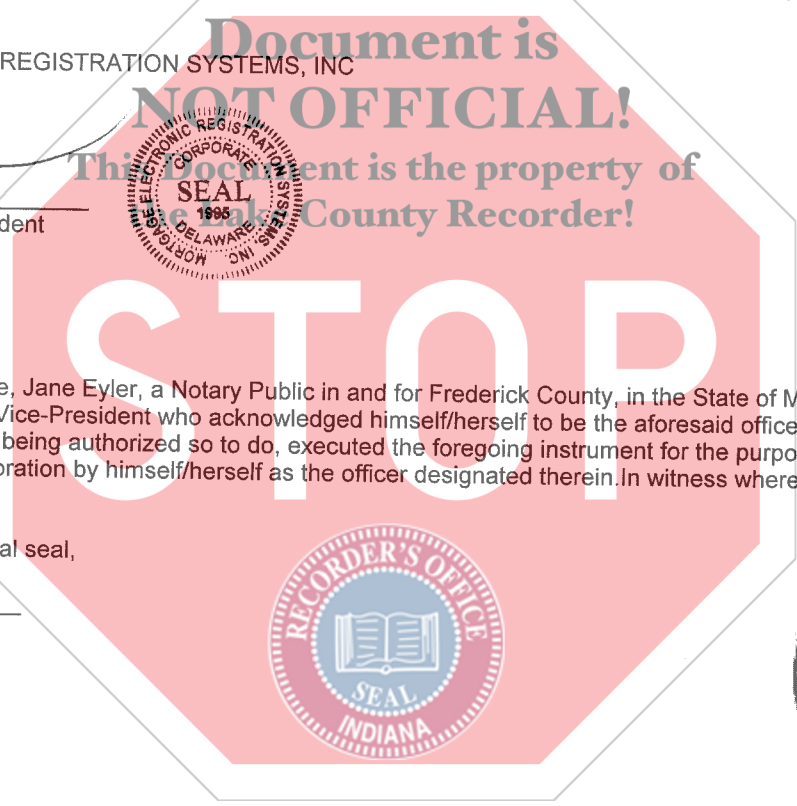 Document is
REGISTRATION SYSTEMS, INC
NOT OFFICIAL!
This Document is the property of
the Lake County Recorder!
MORTGAGE ELECTRONIC REGISTRATION SYSTEMS, INC.
CORPORATE
SEAL
1995
DELAWARE
dent
STOP
e, Jane Eyler, a Notary Public in and for Frederick County, in the State of M
Vice-President who acknowledged himself/herself to be the aforesaid office
being authorized so to do, executed the foregoing instrument for the purpo
oration by himself/herself as the officer designated therein.In witness where
al seal,
RECORDER'S OFFICE
SEAL
INDIANA